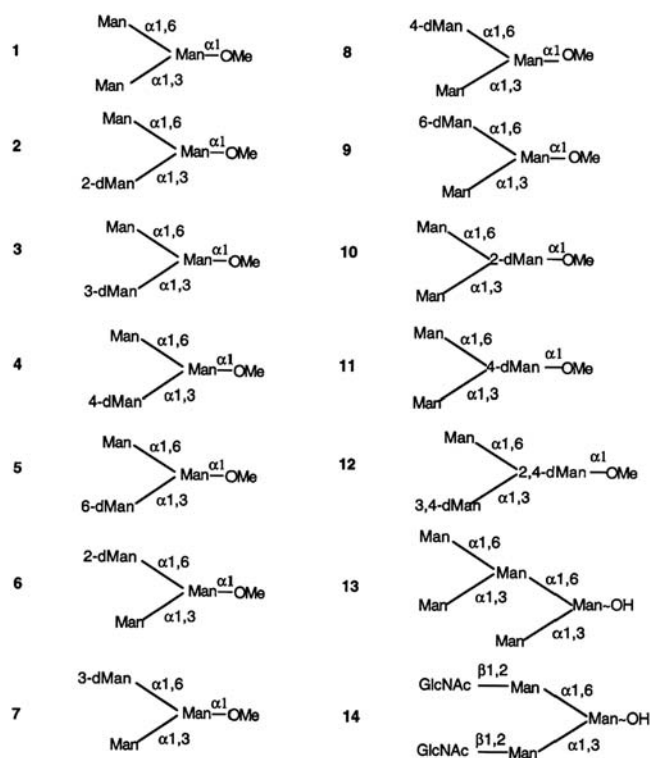 1
Man
α1,6
Man
α1
OMe
Man
α1,3
2
Man
α1,6
Man
α1
OMe
2-dMan
α1,3
3
Man
α1,6
Man
α1
OMe
3-dMan
α1,3
4
Man
α1,6
Man
α1
OMe
4-dMan
α1,3
5
Man
α1,6
Man
α1
OMe
6-dMan
α1,3
6
2-dMan
α1,6
Man
α1
OMe
Man
α1,3
7
3-dMan
α1,6
Man
α1
OMe
Man
α1,3
8
4-dMan
α1,6
Man
α1
OMe
Man
α1,3
9
6-dMan
α1,6
Man
α1
OMe
Man
α1,3
10
Man
α1,6
2-dMan
α1
OMe
Man
α1,3
11
Man
α1,6
4-dMan
α1
OMe
Man
α1,3
12
Man
α1,6
2,4-dMan
α1
OMe
3,4-dMan
α1,3
13
Man
α1,6
Man
α1,6
Man
α1,3
Man~OH
Man
α1,3
14
GlcNAc
β1,2
Man
α1,6
Man~OH
GlcNAc
β1,2
Man
α1,3